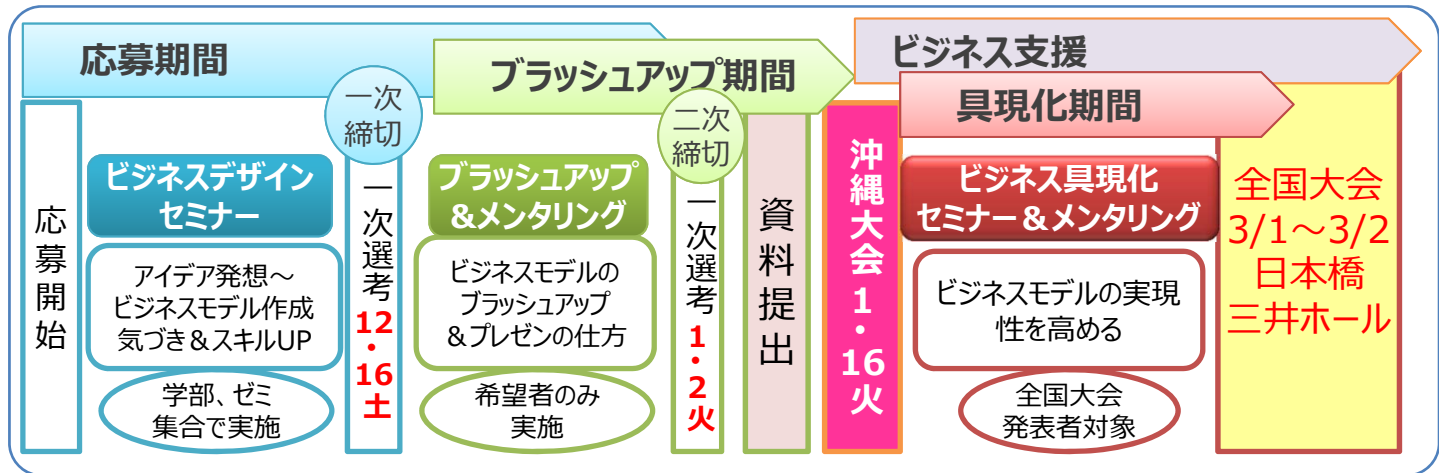 応募期間
ブラッシュアップ期間
ビジネス支援
具現化期間
応募開始
ビジネスデザイン
セミナー
アイデア発想～
ビジネスモデル作成
気づき＆スキルUP
学部、ゼミ
集合で実施
一次
締切
一次選考
12・16土
ブラッシュアップ
＆メンタリング
ビジネスモデルの
ブラッシュアップ
＆プレゼンの仕方
希望者のみ
実施
二次
締切
一次選考
1・2火
資料提出
沖縄大会1・16火
ビジネス具現化
セミナー＆メンタリング
ビジネスモデルの実現
性を高める
全国大会
発表者対象
全国大会
3/1～3/2
日本橋
三井ホール